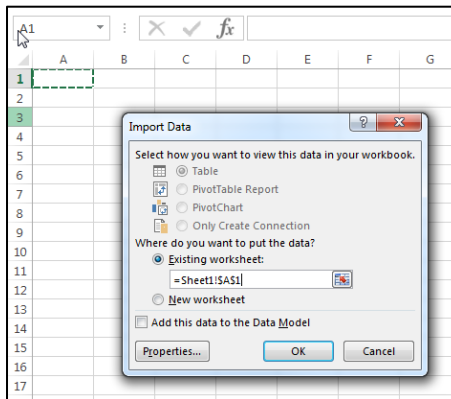 A1 fx
A B C D E F G
1
2
3
4
5
6
7
8
9
10
11
12
13
14
15
16
17
Import Data ? X
Select how you want to view this data in your workbook.
Table
PivotTable Report
PivotChart
Only Create Connection
Where do you want to put the data?
Existing worksheet:
=Sheet1!$A$1
New worksheet
Add this data to the Data Model
Properties... OK Cancel